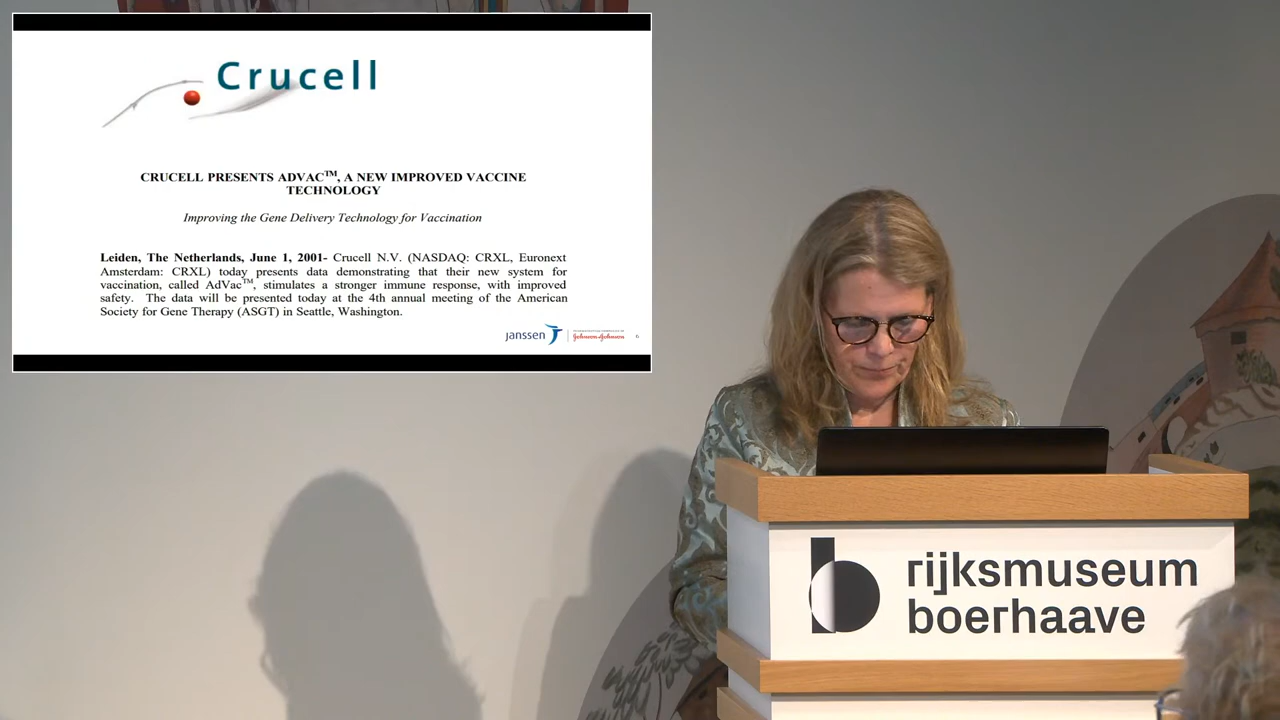 Crucell
CRUCELL PRESENTS ADVAC™, A NEW IMPROVED VACCINE
TECHNOLOGY
Improving the Gene Delivery Technology for Vaccination
Leiden, The Netherlands, June 1, 2001- Crucell N.V. (NASDAQ: CRXL, Euronext
Amsterdam: CRXL) today presents data demonstrating that their new system for
vaccination, called AdVac™, stimulates a stronger immune response, with improved
safety. The data will be presented today at the 4th annual meeting of the American
Society for Gene Therapy (ASGT) in Seattle, Washington.
janssen
Johnson-Johnson
6
rijksmuseum
boerhaave